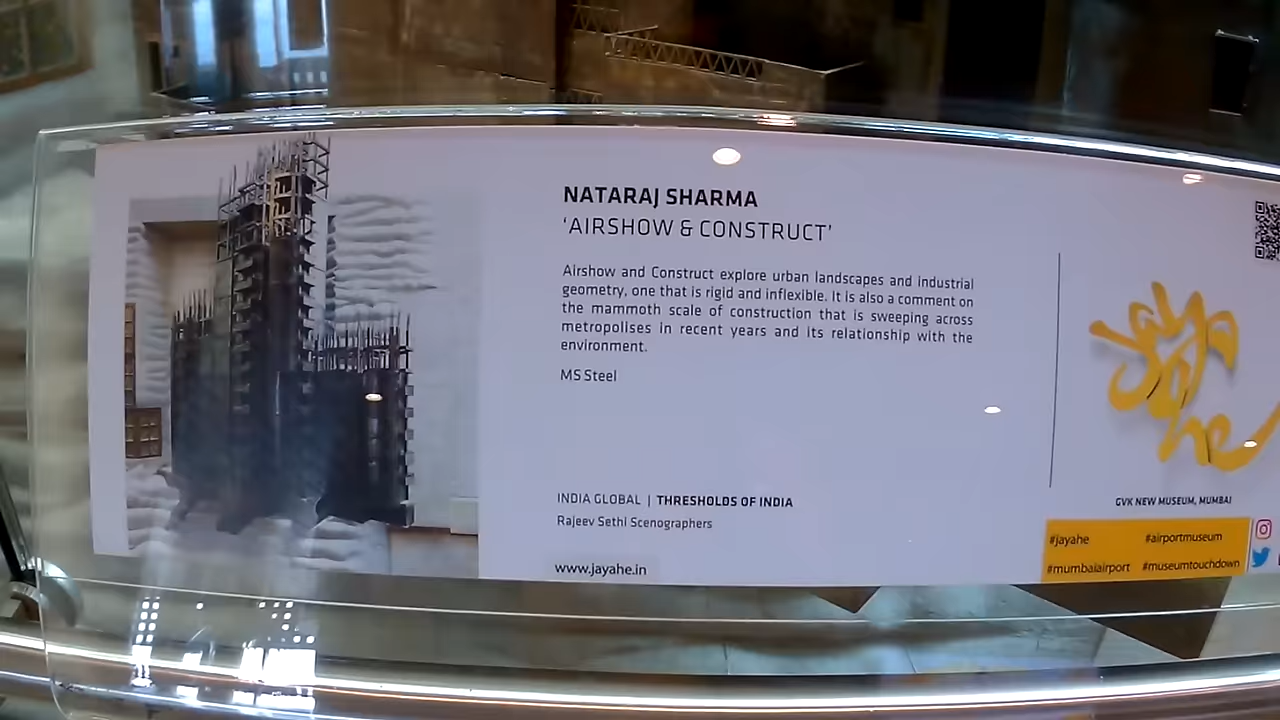 NATARAJ SHARMA
'AIRSHOW & CONSTRUCT'
Airshow and Construct explore urban landscapes and industrial
geometry, one that is rigid and inflexible. It is also a comment on
the mammoth scale of construction that is sweeping across
metropolises in recent years and its relationship with the
environment.
MS Steel
INDIA GLOBAL | THRESHOLDS OF INDIA
Rajeev Sethi Scenographers
www.jayahe.in
jaya
he
GVK NEW MUSEUM, MUMBAI
#jayahe #airportmuseum
#mumbaiairport #museumtouchdown